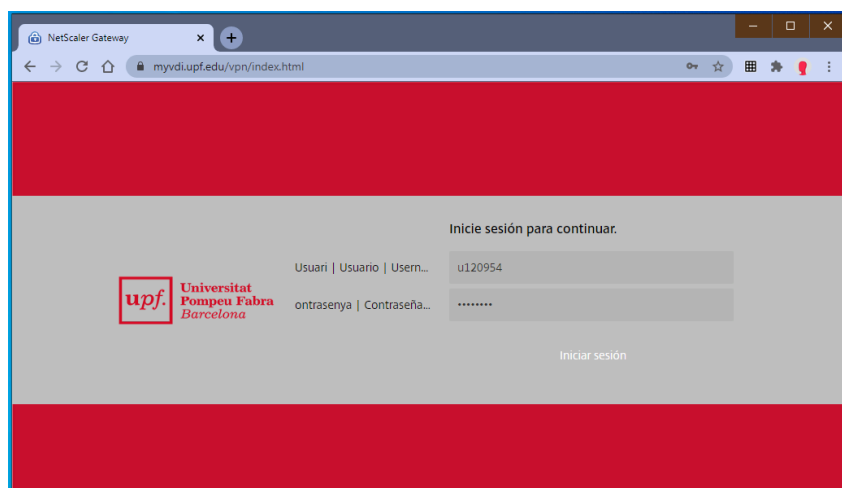 NetScaler Gateway
myvdi.upf.edu/vpn/index.html
Inicie sesión para continuar.
Usuari | Usuario | Usern... u120954
upf. Universitat
Pompeu Fabra
Barcelona
ontrasenya | Contraseña... ••••••••
Iniciar sesión